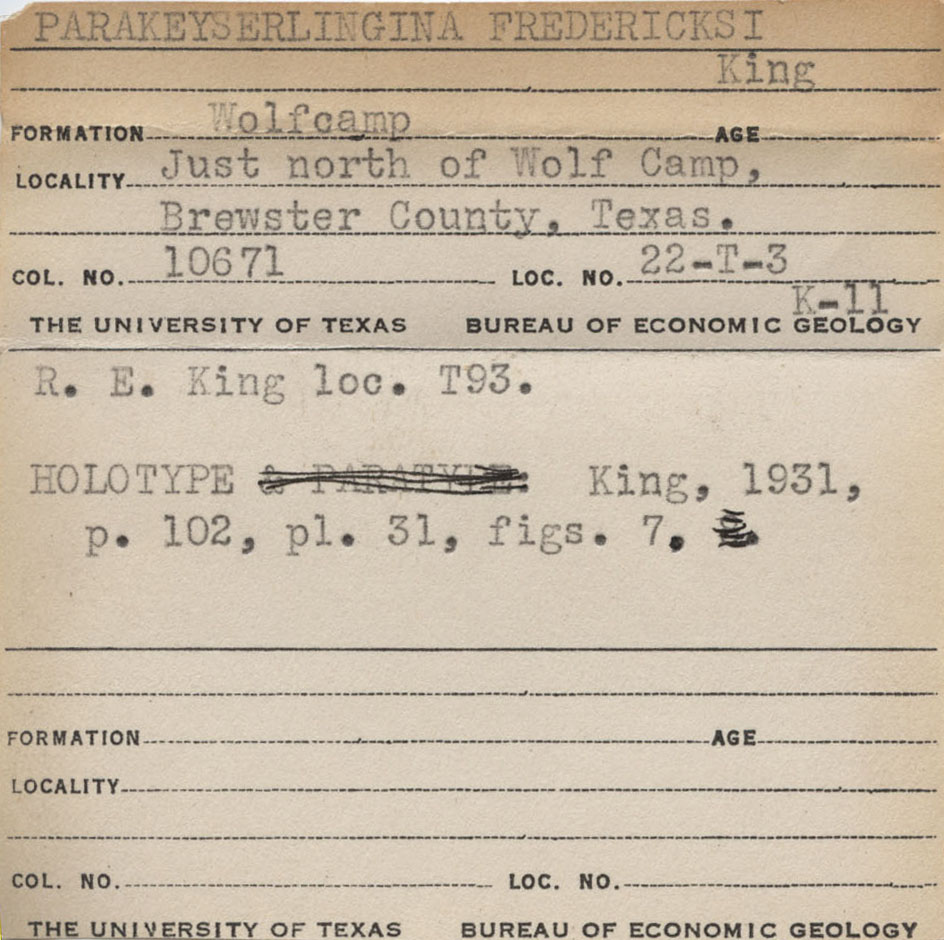 PARAKEYSERLINGINA FREDERICKSI
King
FORMATION Wolfcamp AGE
LOCALITY Just north of Wolf Camp,
Brewster County, Texas.
COL. NO. 10671 LOC. NO. 22-T-3
K-11
THE UNIVERSITY OF TEXAS BUREAU OF ECONOMIC GEOLOGY
R. E. King loc. T93.
HOLOTYPE & PARATYPE: King, 1931,
p. 102, pl. 31, figs. 7,
FORMATION AGE
LOCALITY
COL. NO. LOC. NO.
THE UNIVERSITY OF TEXAS BUREAU OF ECONOMIC GEOLOGY